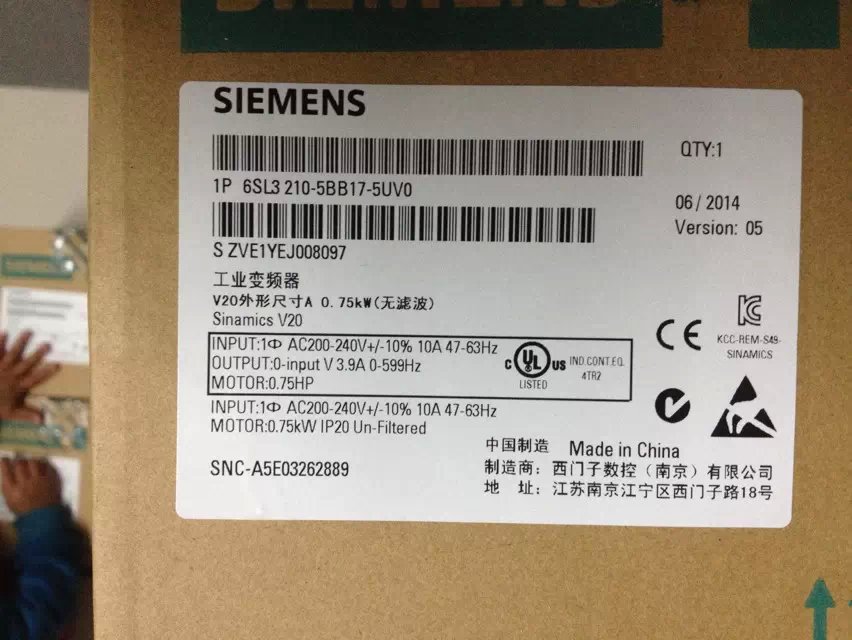 SIEMENS
SIEMENS
QTY:1
1P 6SL3 210-5BB17-5UV0
06/2014
Version: 05
S ZVE1YEJ008097
工业变频器
V20外形尺寸A 0.75kW(无滤波)
Sinamics V20
INPUT:1Φ AC200-240V+/-10% 10A 47-63Hz
OUTPUT:0-input V 3.9A 0-599Hz
MOTOR:0.75HP
C UL US
LISTED
IND.CONT.EQ.
4TR2
CE
KCC-REM-S49-
SINAMICS
INPUT:1Φ AC200-240V+/-10% 10A 47-63Hz
MOTOR:0.75kW IP20 Un-Filtered
中国制造 Made in China
SNC-A5E03262889
制造商：西门子数控（南京）有限公司
地 址：江苏南京江宁区西门子路18号